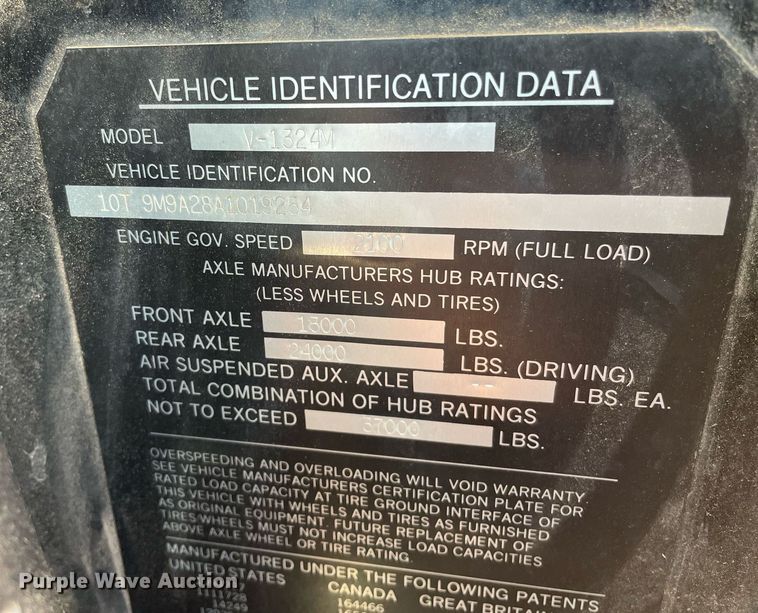 VEHICLE IDENTIFICATION DATA
MODEL V-1324M
VEHICLE IDENTIFICATION NO.
10T 9M9A28A1019254
ENGINE GOV. SPEED 2100 RPM (FULL LOAD)
AXLE MANUFACTURERS HUB RATINGS:
(LESS WHEELS AND TIRES)
FRONT AXLE 13000 LBS.
REAR AXLE 24000 LBS. (DRIVING)
AIR SUSPENDED AUX. AXLE -- LBS. EA.
TOTAL COMBINATION OF HUB RATINGS
NOT TO EXCEED 37000 LBS.
OVERSPEEDING AND OVERLOADING WILL VOID WARRANTY.
SEE VEHICLE MANUFACTURERS CERTIFICATION PLATE FOR
RATED LOAD CAPACITY AT TIRE GROUND INTERFACE OF
THIS VEHICLE WITH WHEELS AND TIRES AS FURNISHED
AS ORIGINAL EQUIPMENT. FUTURE REPLACEMENT OF
TIRES/WHEELS MUST NOT INCREASE LOAD CAPACITIES
ABOVE AXLE WHEEL OR TIRE RATING.
MANUFACTURED UNDER THE FOLLOWING PATENTS
UNITED STATES CANADA GREAT BRITAIN
1111728 164466
14249
Purple Wave Auction